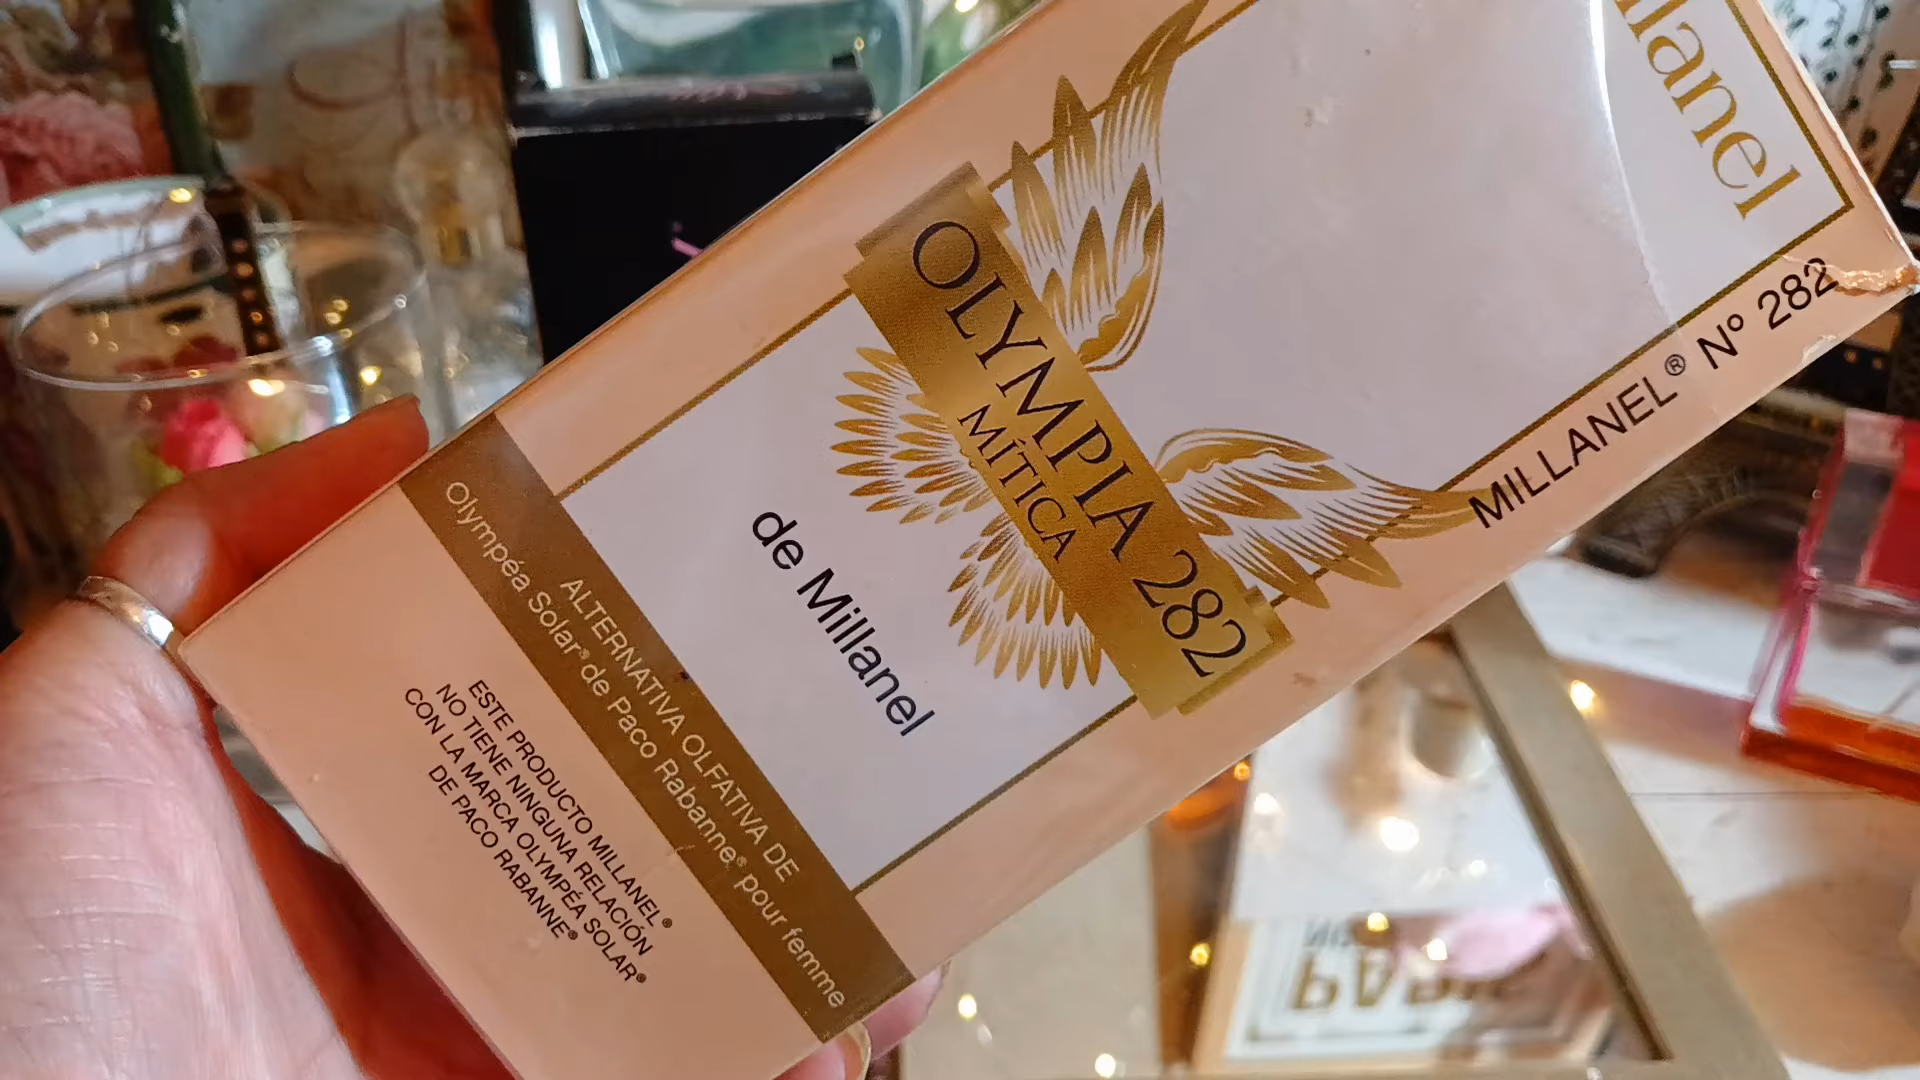 llanel
MILLANEL® Nº 282
OLYMPIA 282
MÍTICA
de Millanel
ALTERNATIVA OLFATIVA DE
Olympéa Solar® de Paco Rabanne® pour femme
ESTE PRODUCTO MILLANEL®
NO TIENE NINGUNA RELACIÓN
CON LA MARCA OLYMPÉA SOLAR®
DE PACO RABANNE®